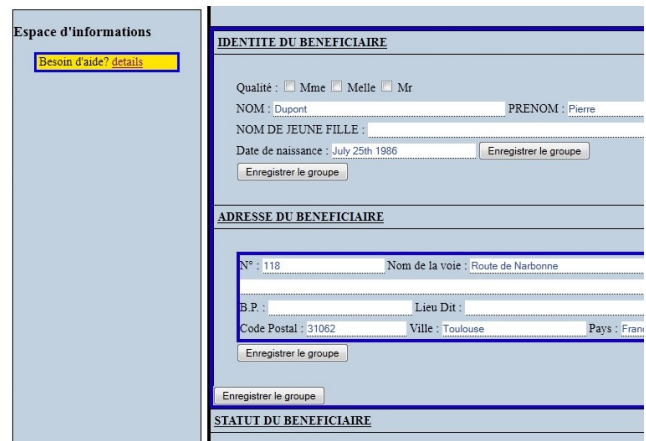 Espace d'informations
Besoin d'aide? details
IDENTITE DU BENEFICIAIRE
Qualité : Mme Melle Mr
NOM : Dupont PRENOM : Pierre
NOM DE JEUNE FILLE :
Date de naissance : July 25th 1986 Enregistrer le groupe
Enregistrer le groupe
ADRESSE DU BENEFICIAIRE
N° : 118 Nom de la voie : Route de Narbonne
B.P. : Lieu Dit :
Code Postal : 31062 Ville : Toulouse Pays : Franc
Enregistrer le groupe
Enregistrer le groupe
STATUT DU BENEFICIAIRE